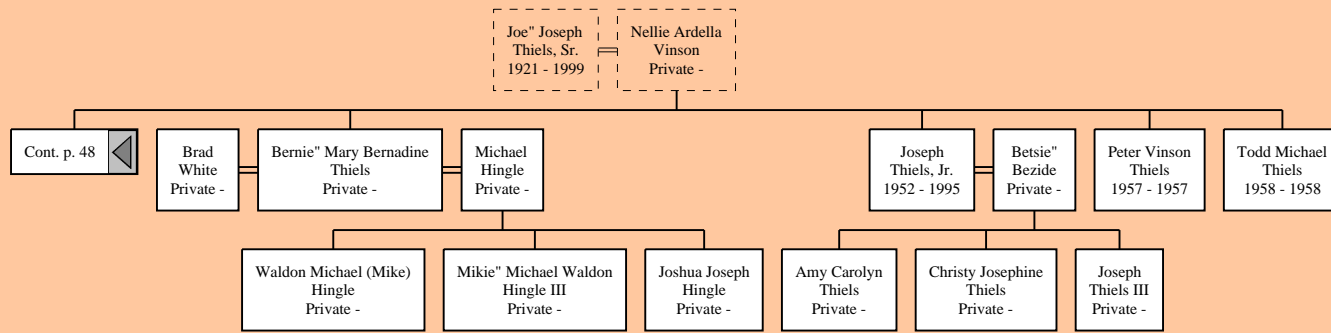 Joe" Joseph
Thiels, Sr.
1921 - 1999
Nellie Ardella
Vinson
Private -
Cont. p. 48
Brad
White
Private -
Bernie" Mary Bernadine
Thiels
Private -
Michael
Hingle
Private -
Joseph
Thiels, Jr.
1952 - 1995
Betsie"
Bezide
Private -
Peter Vinson
Thiels
1957 - 1957
Todd Michael
Thiels
1958 - 1958
Waldon Michael (Mike)
Hingle
Private -
Mikie" Michael Waldon
Hingle III
Private -
Joshua Joseph
Hingle
Private -
Amy Carolyn
Thiels
Private -
Christy Josephine
Thiels
Private -
Joseph
Thiels III
Private -